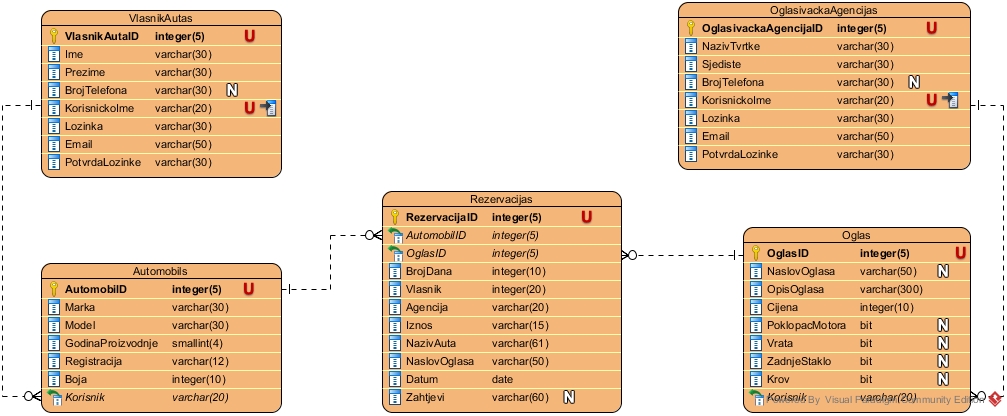 VlasnikAutas
VlasnikAutaID integer(5) U
Ime varchar(30)
Prezime varchar(30)
BrojTelefona varchar(30) N
KorisnickoIme varchar(20) U
Lozinka varchar(30)
Email varchar(50)
PotvrdaLozinke varchar(30)
OglasivackaAgencijas
OglasivackaAgencijaID integer(5) U
NazivTvrtke varchar(30)
Sjediste varchar(30)
BrojTelefona varchar(30) N
KorisnickoIme varchar(20) U
Lozinka varchar(30)
Email varchar(50)
PotvrdaLozinke varchar(30)
Rezervacijas
RezervacijaID integer(5) U
AutomobilID integer(5)
OglasID integer(5)
BrojDana integer(10)
Vlasnik integer(20)
Agencija varchar(20)
Iznos varchar(15)
NazivAuta varchar(61)
NaslovOglasa varchar(50)
Datum date
Zahtjevi varchar(60) N
Automobils
AutomobilD integer(5) U
Marka varchar(30)
Model varchar(30)
GodinaProizvodnje smallint(4)
Registracija varchar(12)
Boja integer(10)
Korisnik varchar(20)
Oglas
OglasID integer(5) U
NaslovOglasa varchar(50) N
OpisOglasa varchar(300)
Cijena integer(10)
PoklopacMotora bit N
Vrata bit N
ZadnjeStaklo bit N
Krov bit N
Korisnik varchar(20)
Powered By Visual Paradigm Community Edition